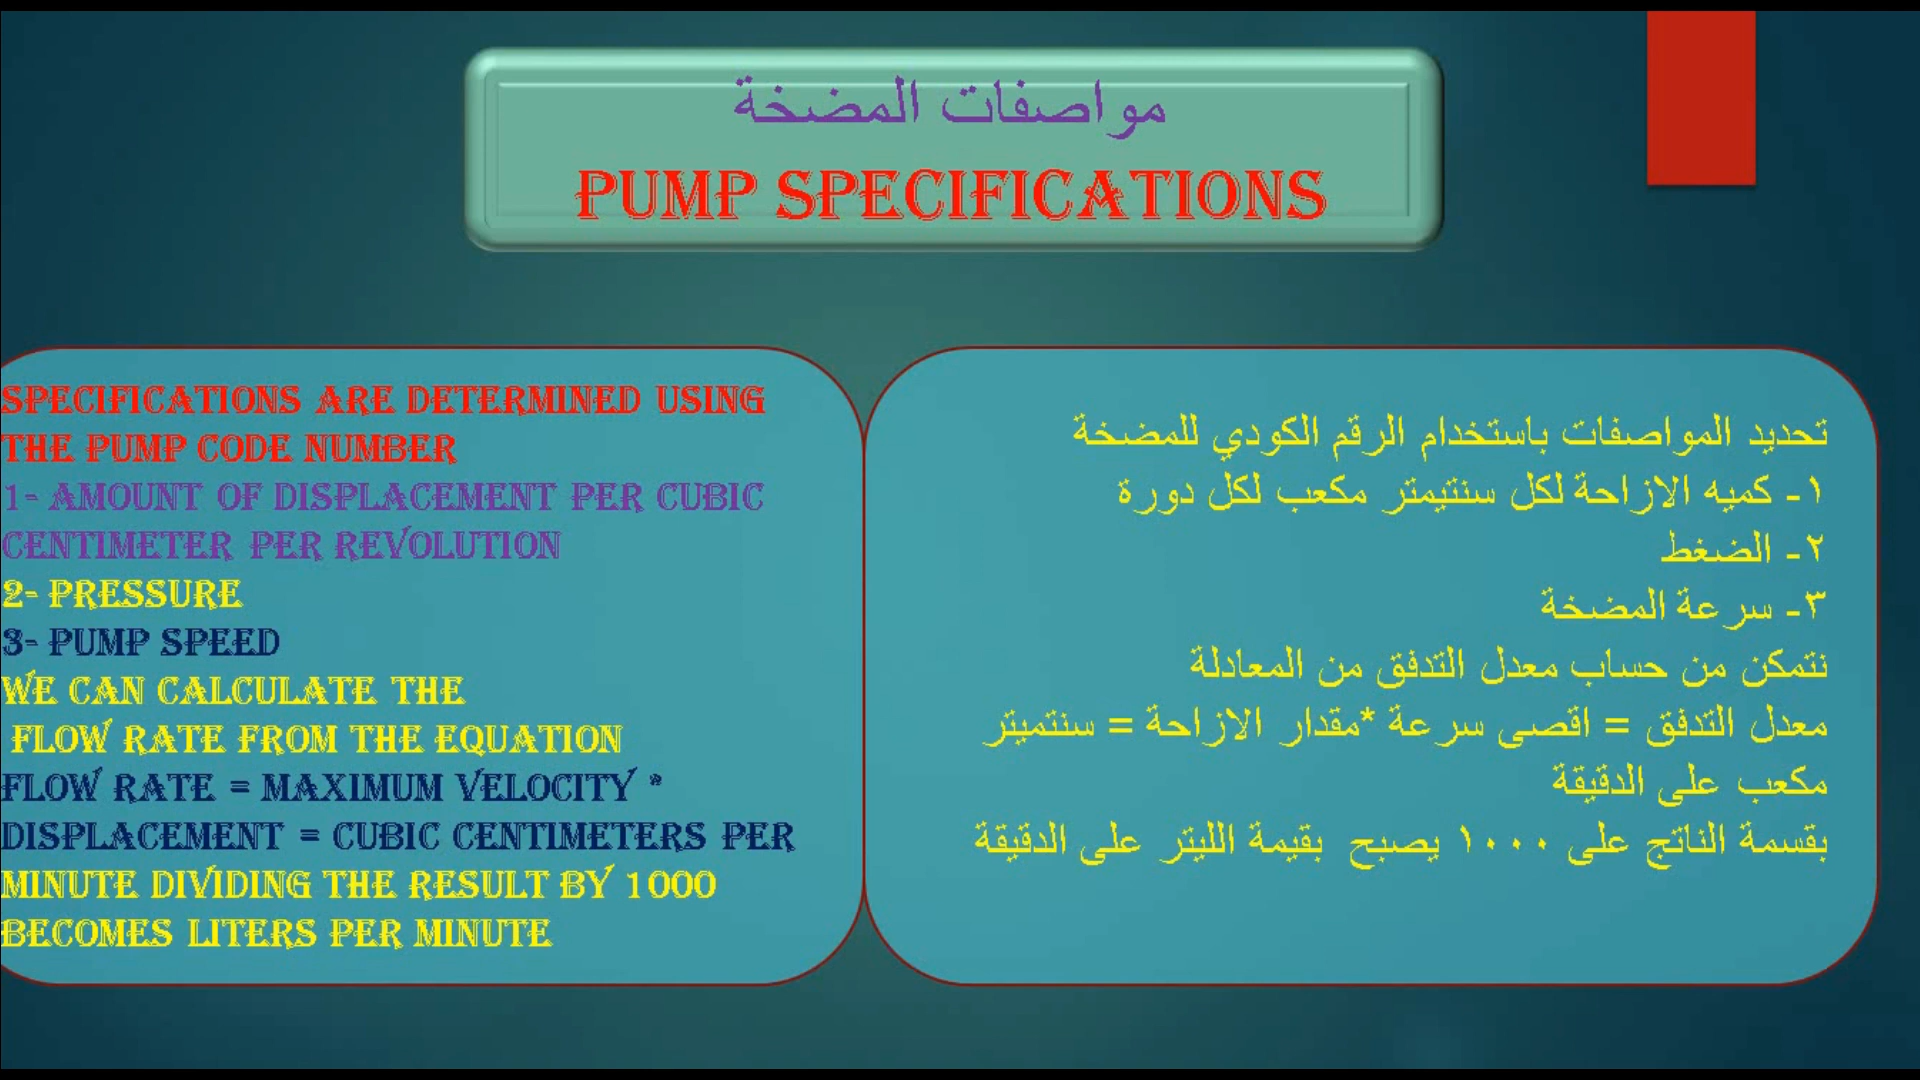 مواصفات المضخة
PUMP SPECIFICATIONS
SPECIFICATIONS ARE DETERMINED USING
THE PUMP CODE NUMBER
1- AMOUNT OF DISPLACEMENT PER CUBIC
CENTIMETER PER REVOLUTION
2- PRESSURE
3- PUMP SPEED
WE CAN CALCULATE THE
FLOW RATE FROM THE EQUATION
FLOW RATE = MAXIMUM VELOCITY *
DISPLACEMENT = CUBIC CENTIMETERS PER
MINUTE DIVIDING THE RESULT BY 1000
BECOMES LITERS PER MINUTE
تحديد المواصفات باستخدام الرقم الكودي للمضخة
١- كميه الازاحة لكل سنتيمتر مكعب لكل دورة
٢- الضغط
٣- سرعة المضخة
نتمكن من حساب معدل التدفق من المعادلة
معدل التدفق = اقصى سرعة *مقدار الازاحة = سنتميتر
مكعب على الدقيقة
بقسمة الناتج على ١٠٠٠ يصبح بقيمة الليتر على الدقيقة